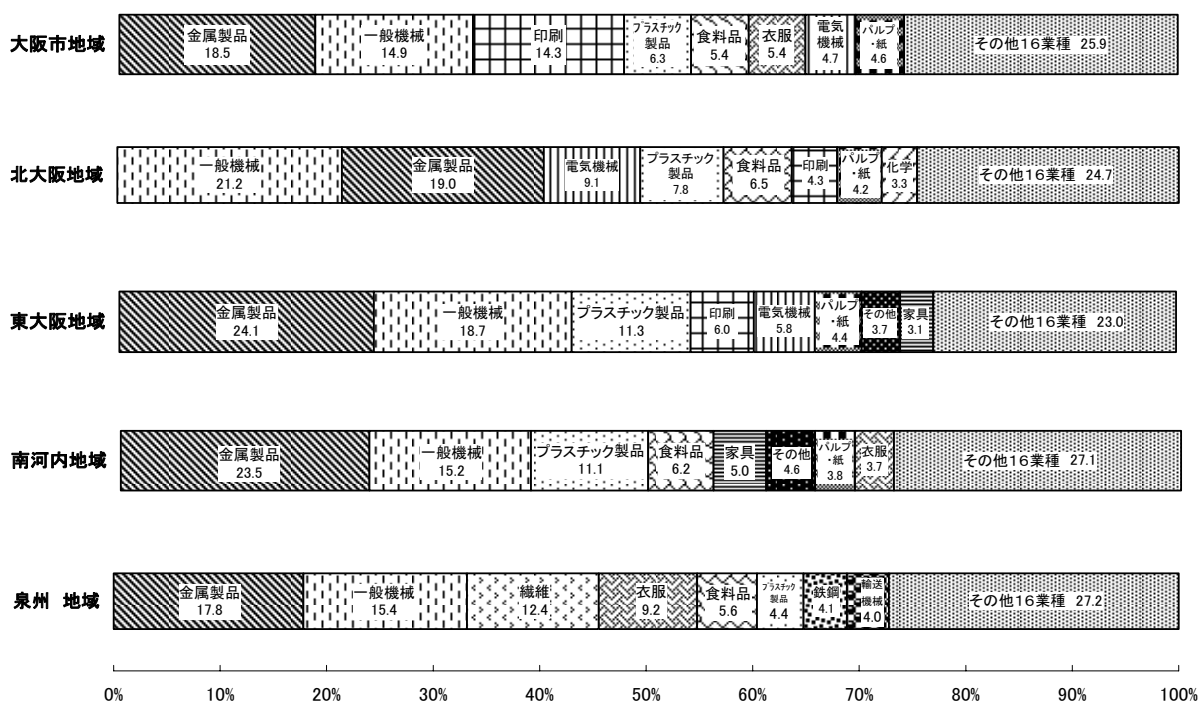 大阪市地域
金属製品
18.5
一般機械
14.9
印刷
14.3
プラスチック
製品
6.3
食料品
5.4
衣服
5.4
電気
機械
4.7
パルプ
・紙
4.6
その他16業種 25.9
北大阪地域
一般機械
21.2
金属製品
19.0
電気機械
9.1
プラスチック
製品
7.8
食料品
6.5
印刷
4.3
パルプ
・紙
4.2
化学
3.3
その他16業種 24.7
東大阪地域
金属製品
24.1
一般機械
18.7
プラスチック製品
11.3
印刷
6.0
電気機械
5.8
パルプ
・紙
4.4
その他
3.7
家具
3.1
その他16業種 23.0
南河内地域
金属製品
23.5
一般機械
15.2
プラスチック製品
11.1
食料品
6.2
家具
5.0
その他
4.6
パルプ
・紙
3.8
衣服
3.7
その他16業種 27.1
泉州 地域
金属製品
17.8
一般機械
15.4
繊維
12.4
衣服
9.2
食料品
5.6
プラスチック
製品
4.4
鉄鋼
4.1
輸送
機械
4.0
その他16業種 27.2
0% 10% 20% 30% 40% 50% 60% 70% 80% 90% 100%